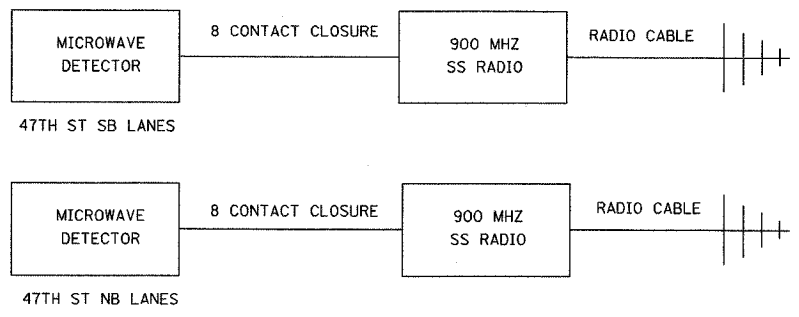 MICROWAVE
DETECTOR
8 CONTACT CLOSURE
900 MHZ
SS RADIO
RADIO CABLE
47TH ST SB LANES
MICROWAVE
DETECTOR
8 CONTACT CLOSURE
900 MHZ
SS RADIO
RADIO CABLE
47TH ST NB LANES